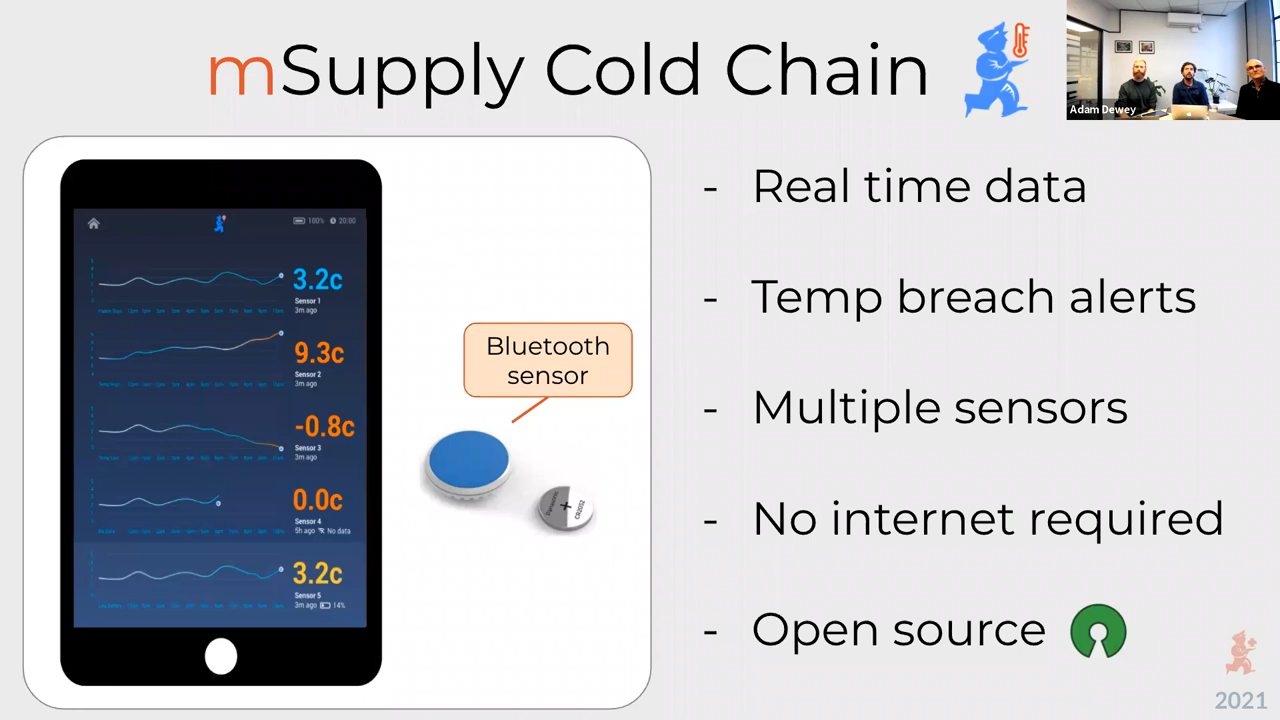 mSupply Cold Chain
Adam Dewey
100% 20:00
3.2c
Sensor 1
3m ago
9.3c
Sensor 2
3m ago
-0.8c
Sensor 3
3m ago
0.0c
Sensor 4
5h ago No data
3.2c
Sensor 5
3m ago 14%
Bluetooth
sensor
Panasonic
+
CR2032
- Real time data
- Temp breach alerts
- Multiple sensors
- No internet required
- Open source
2021